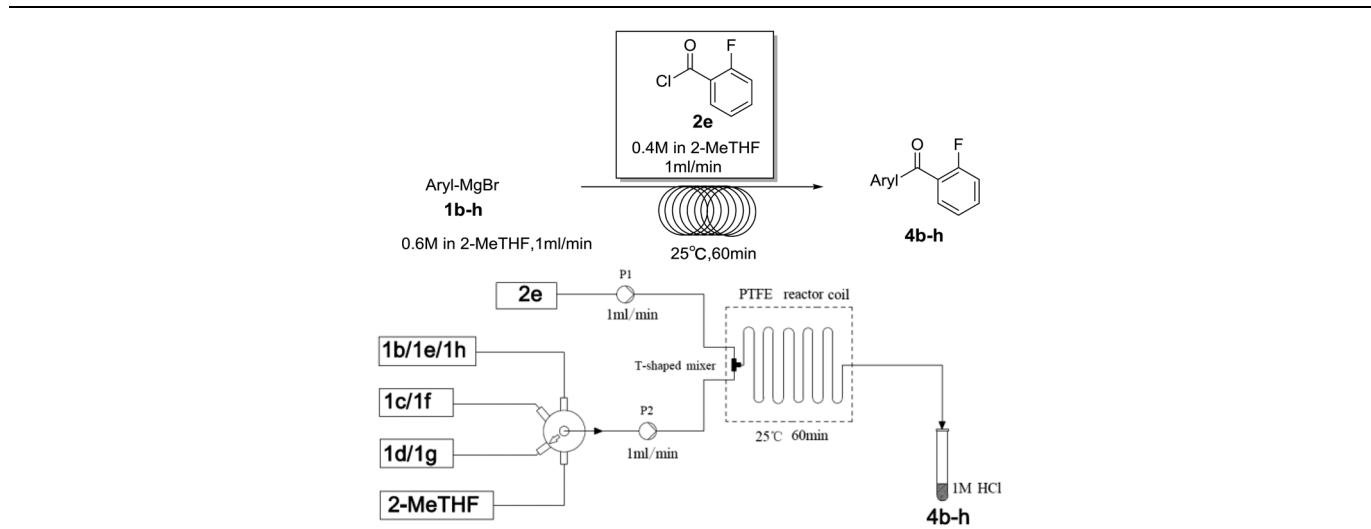 O
F
Cl
2e
0.4M in 2-MeTHF
1ml/min
Aryl-MgBr
1b-h
0.6M in 2-MeTHF,1ml/min
25℃,60min
O
F
Aryl
4b-h
2e
P1
1ml/min
PTFE reactor coil
1b/1e/1h
T-shaped mixer
1c/1f
P2
1ml/min
25℃ 60min
1d/1g
2-MeTHF
1M HCl
4b-h